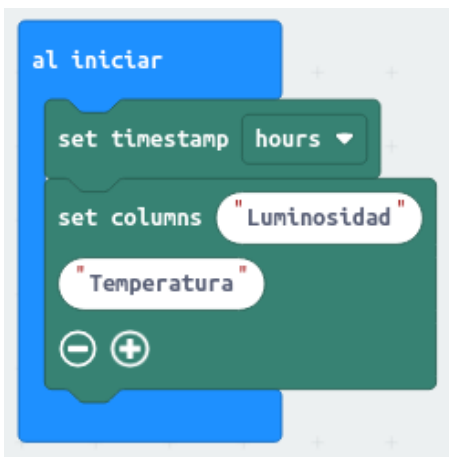 al iniciar
set timestamp hours
set columns "Luminosidad"
"Temperatura"